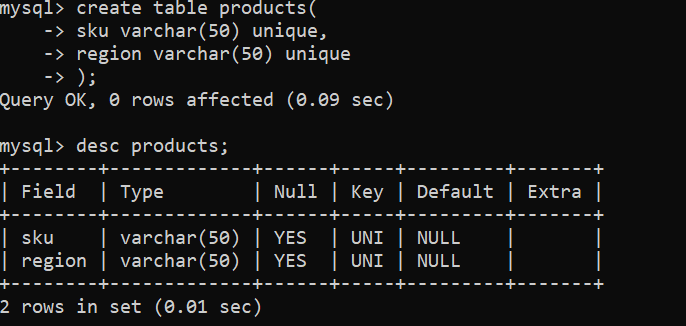 mysql> create table products(
    -> sku varchar(50) unique,
    -> region varchar(50) unique
    -> );
Query OK, 0 rows affected (0.09 sec)

mysql> desc products;
+--------+-------------+------+-----+---------+-------+
| Field  | Type        | Null | Key | Default | Extra |
+--------+-------------+------+-----+---------+-------+
| sku    | varchar(50) | YES  | UNI | NULL    |       |
| region | varchar(50) | YES  | UNI | NULL    |       |
+--------+-------------+------+-----+---------+-------+
2 rows in set (0.01 sec)